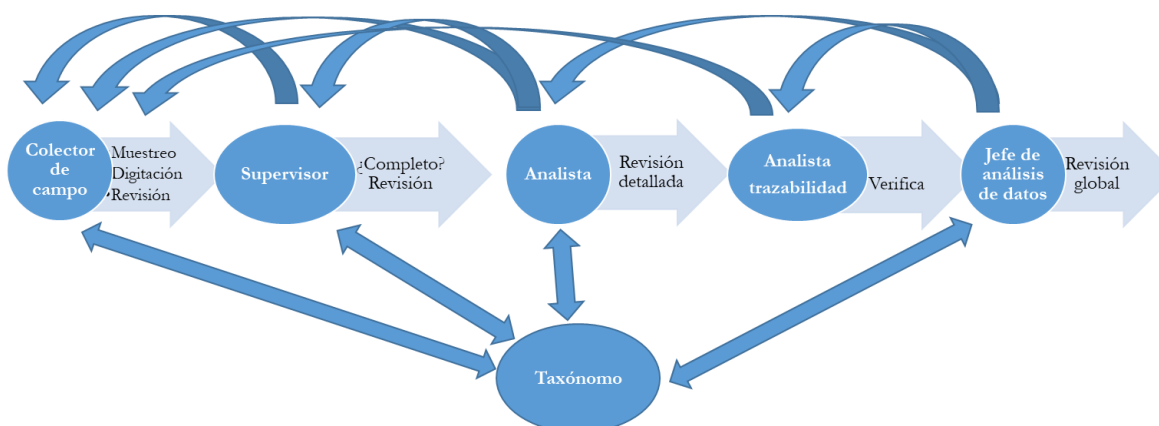 Colector
de campo
Muestreo
Digitación
Revisión
Supervisor
¿Completo?
Revisión
Analista
Revisión
detallada
Analista
trazabilidad
Verifica
Jefe de
análisis
de datos
Revisión
global
Taxónomo